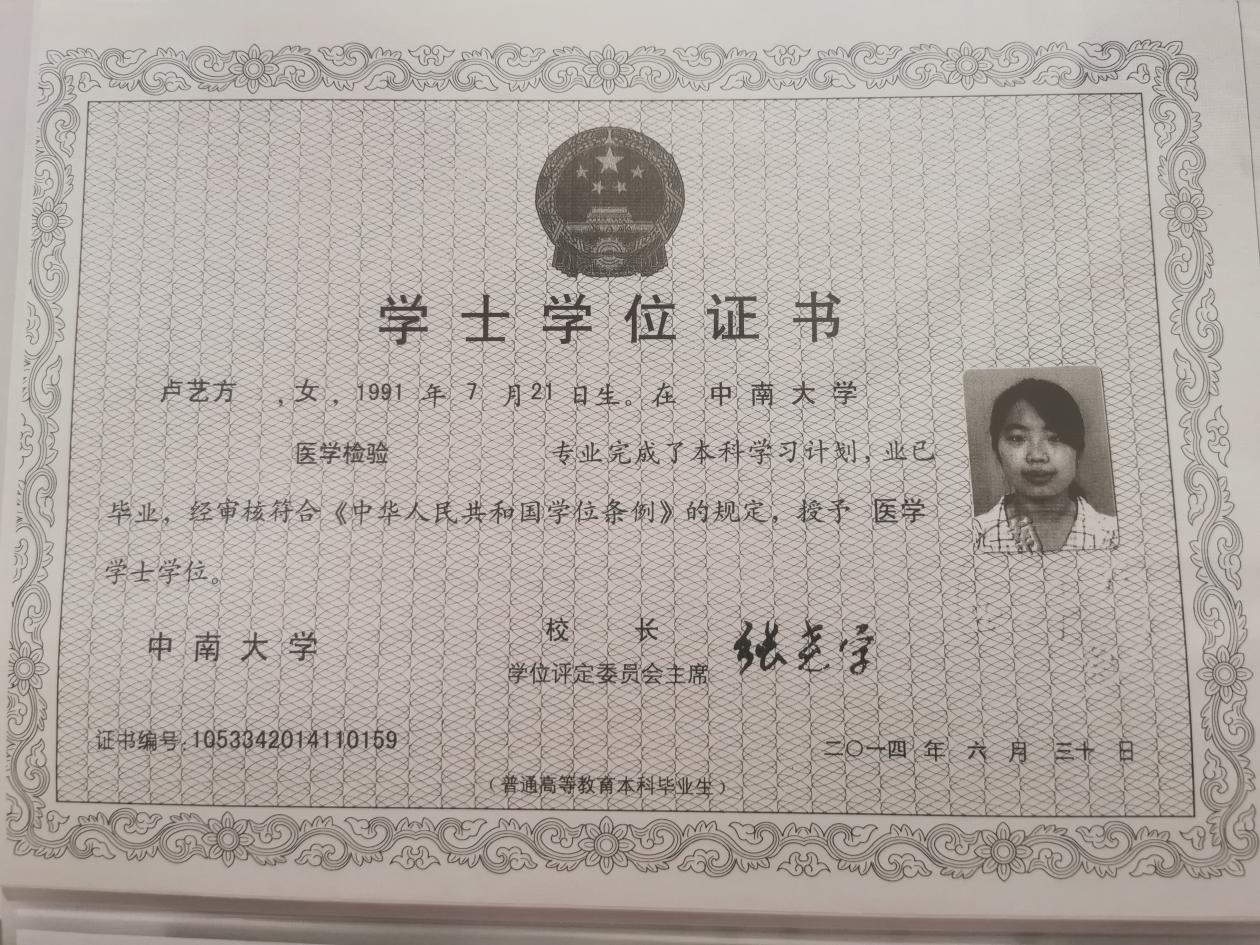 学士学位证书
卢艺方 ,女,1991 年 7 月21 日生。在 中南大学
医学检验 专业完成了本科学习计划,业已
毕业,经审核符合《中华人民共和国学位条例》的规定,授予 医学
学士学位。
中南大学
校 长
学位评定委员会主席
张尧学
证书编号:1053342014110159
二〇一四 年 六 月 三十 日
(普通高等教育本科毕业生)